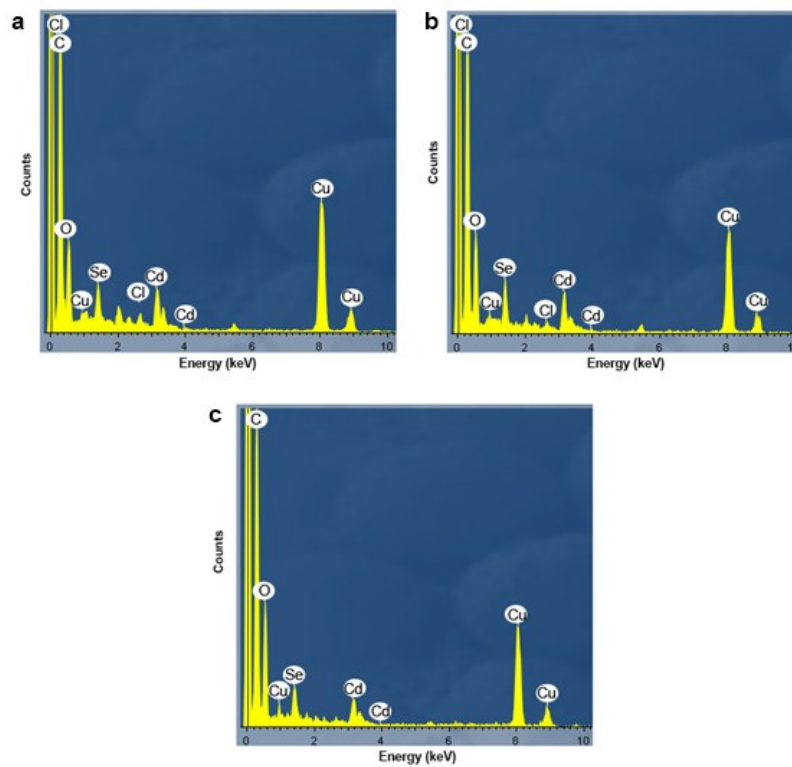 a
Cl
C
O
Cu
Se
Cl
Cd
Cd
Cu
Cu
Counts
0 2 4 6 8 10
Energy (keV)
b
Cl
C
O
Cu
Se
Cl
Cd
Cd
Cu
Cu
Counts
0 2 4 6 8 10
Energy (keV)
c
C
O
Cu
Se
Cd
Cd
Cu
Cu
Counts
0 2 4 6 8 10
Energy (keV)